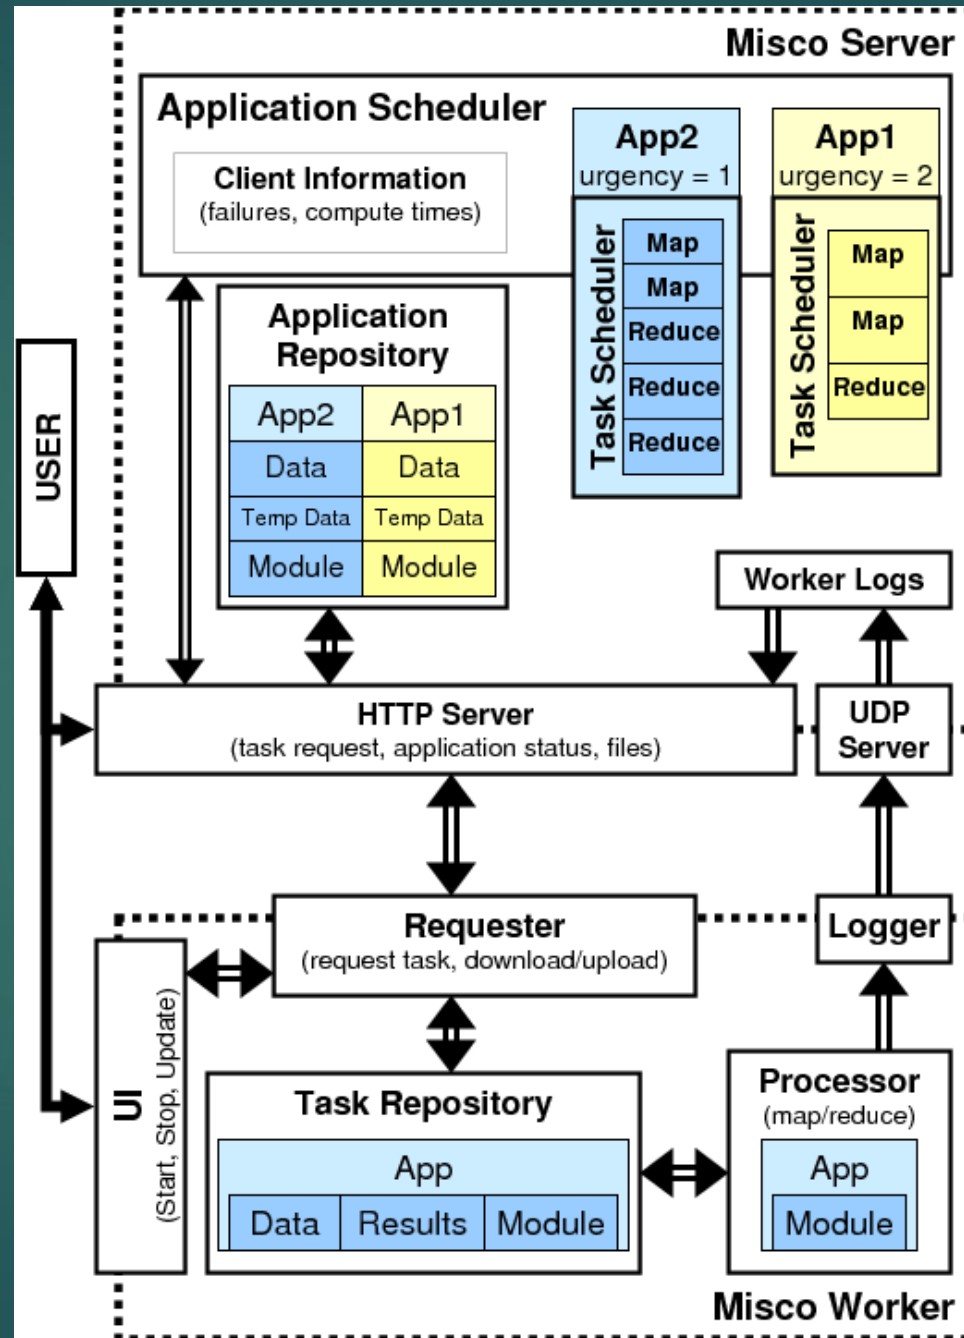 Misco Server
Application Scheduler
Client Information
(failures, compute times)
App2
urgency = 1
Task Scheduler
Map
Map
Reduce
Reduce
Reduce
App1
urgency = 2
Task Scheduler
Map
Map
Reduce
Application
Repository
App2 App1
Data Data
Temp Data Temp Data
Module Module
USER
Worker Logs
HTTP Server
(task request, application status, files)
UDP
Server
Requester
(request task, download/upload)
Logger
UI
(Start, Stop, Update)
Task Repository
App
Data Results Module
Processor
(map/reduce)
App
Module
Misco Worker